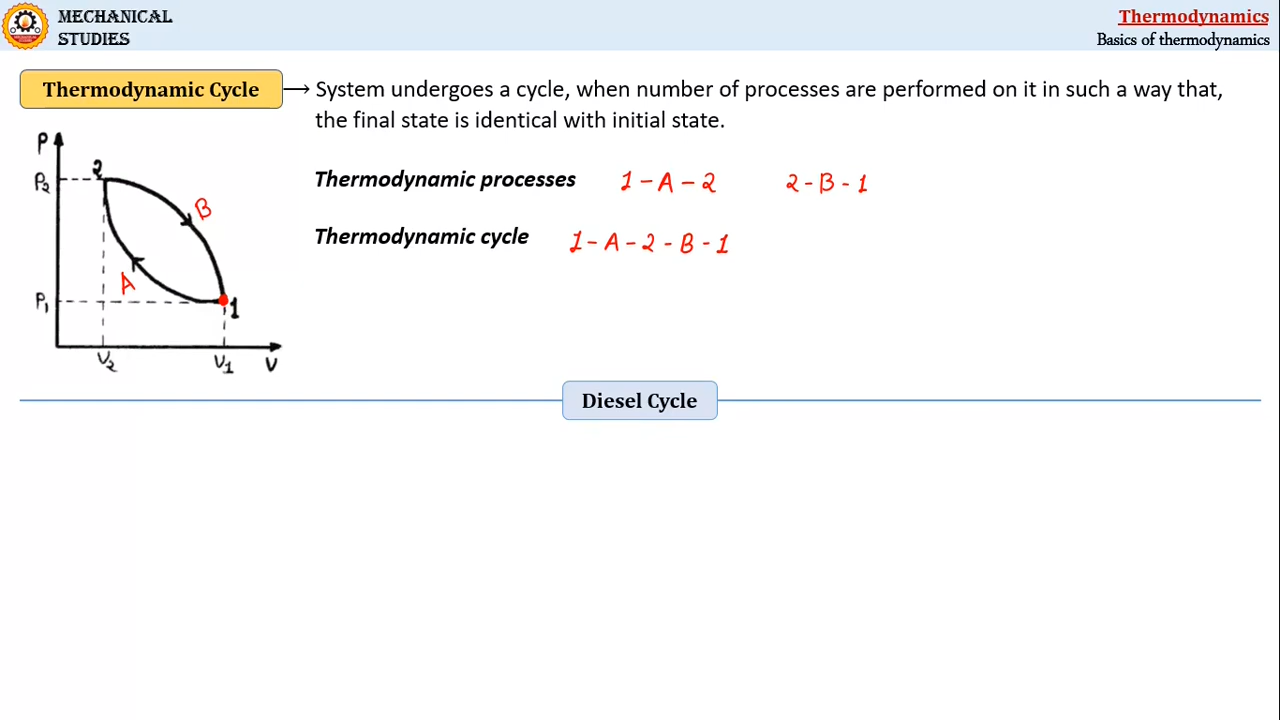 MECHANICAL
STUDIES
Thermodynamics
Basics of thermodynamics
Thermodynamic Cycle
System undergoes a cycle, when number of processes are performed on it in such a way that,
the final state is identical with initial state.
Thermodynamic processes 1 - A - 2 2 - B - 1
Thermodynamic cycle 1 - A - 2 - B - 1
P
2
P2
B
A
P1
1
V2 V1 V
Diesel Cycle